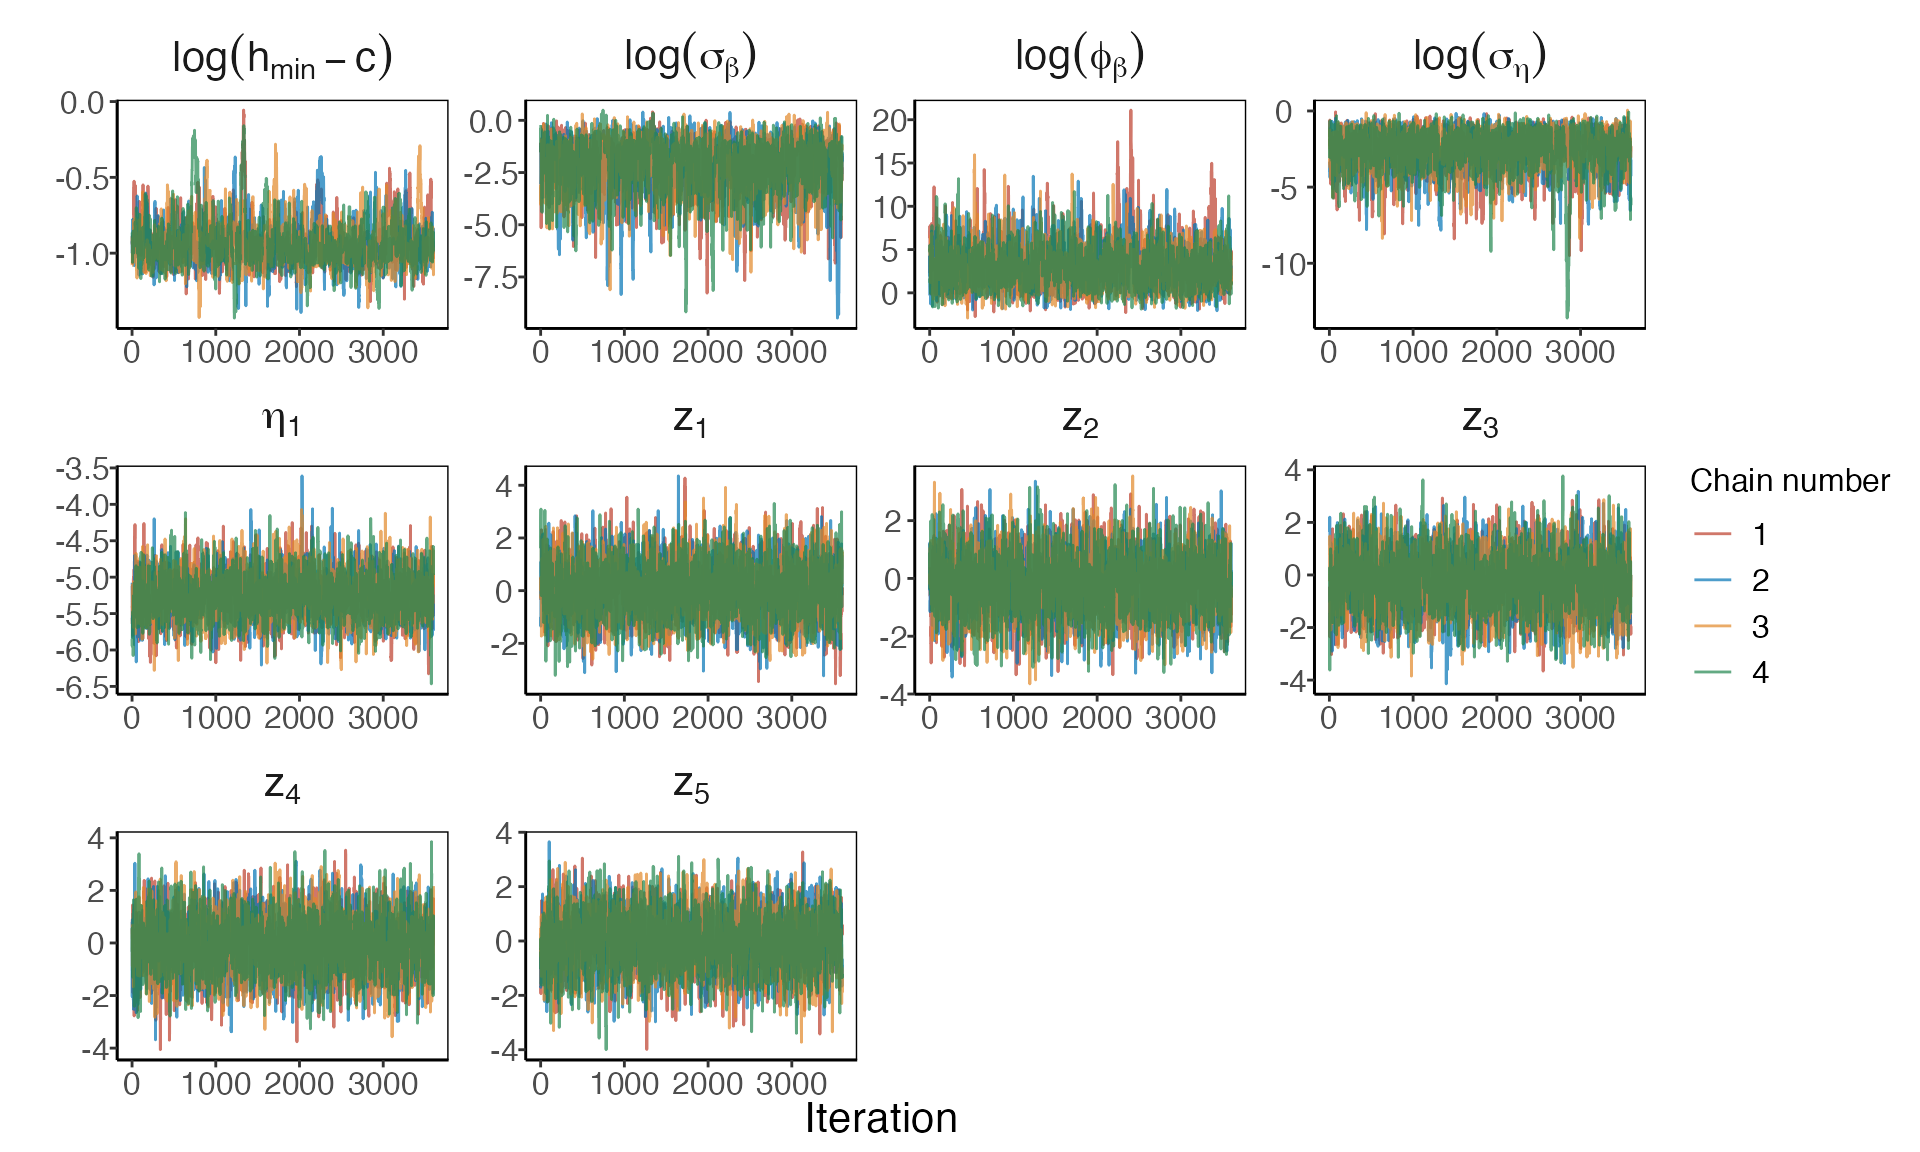 log(h_min − c) log(σ_β) log(ϕ_β) log(σ_η)
0.0 -0.5 -1.0
0.0 -2.5 -5.0 -7.5
20 15 10 5 0
0 -5 -10
0 1000 2000 3000 0 1000 2000 3000 0 1000 2000 3000 0 1000 2000 3000
η_1 z_1 z_2 z_3
-3.5 -4.0 -4.5 -5.0 -5.5 -6.0 -6.5
4 2 0 -2
2 0 -2 -4
4 2 0 -2 -4
0 1000 2000 3000 0 1000 2000 3000 0 1000 2000 3000 0 1000 2000 3000
Chain number
1
2
3
4
z_4 z_5
4 2 0 -2 -4
4 2 0 -2 -4
0 1000 2000 3000 0 1000 2000 3000
Iteration